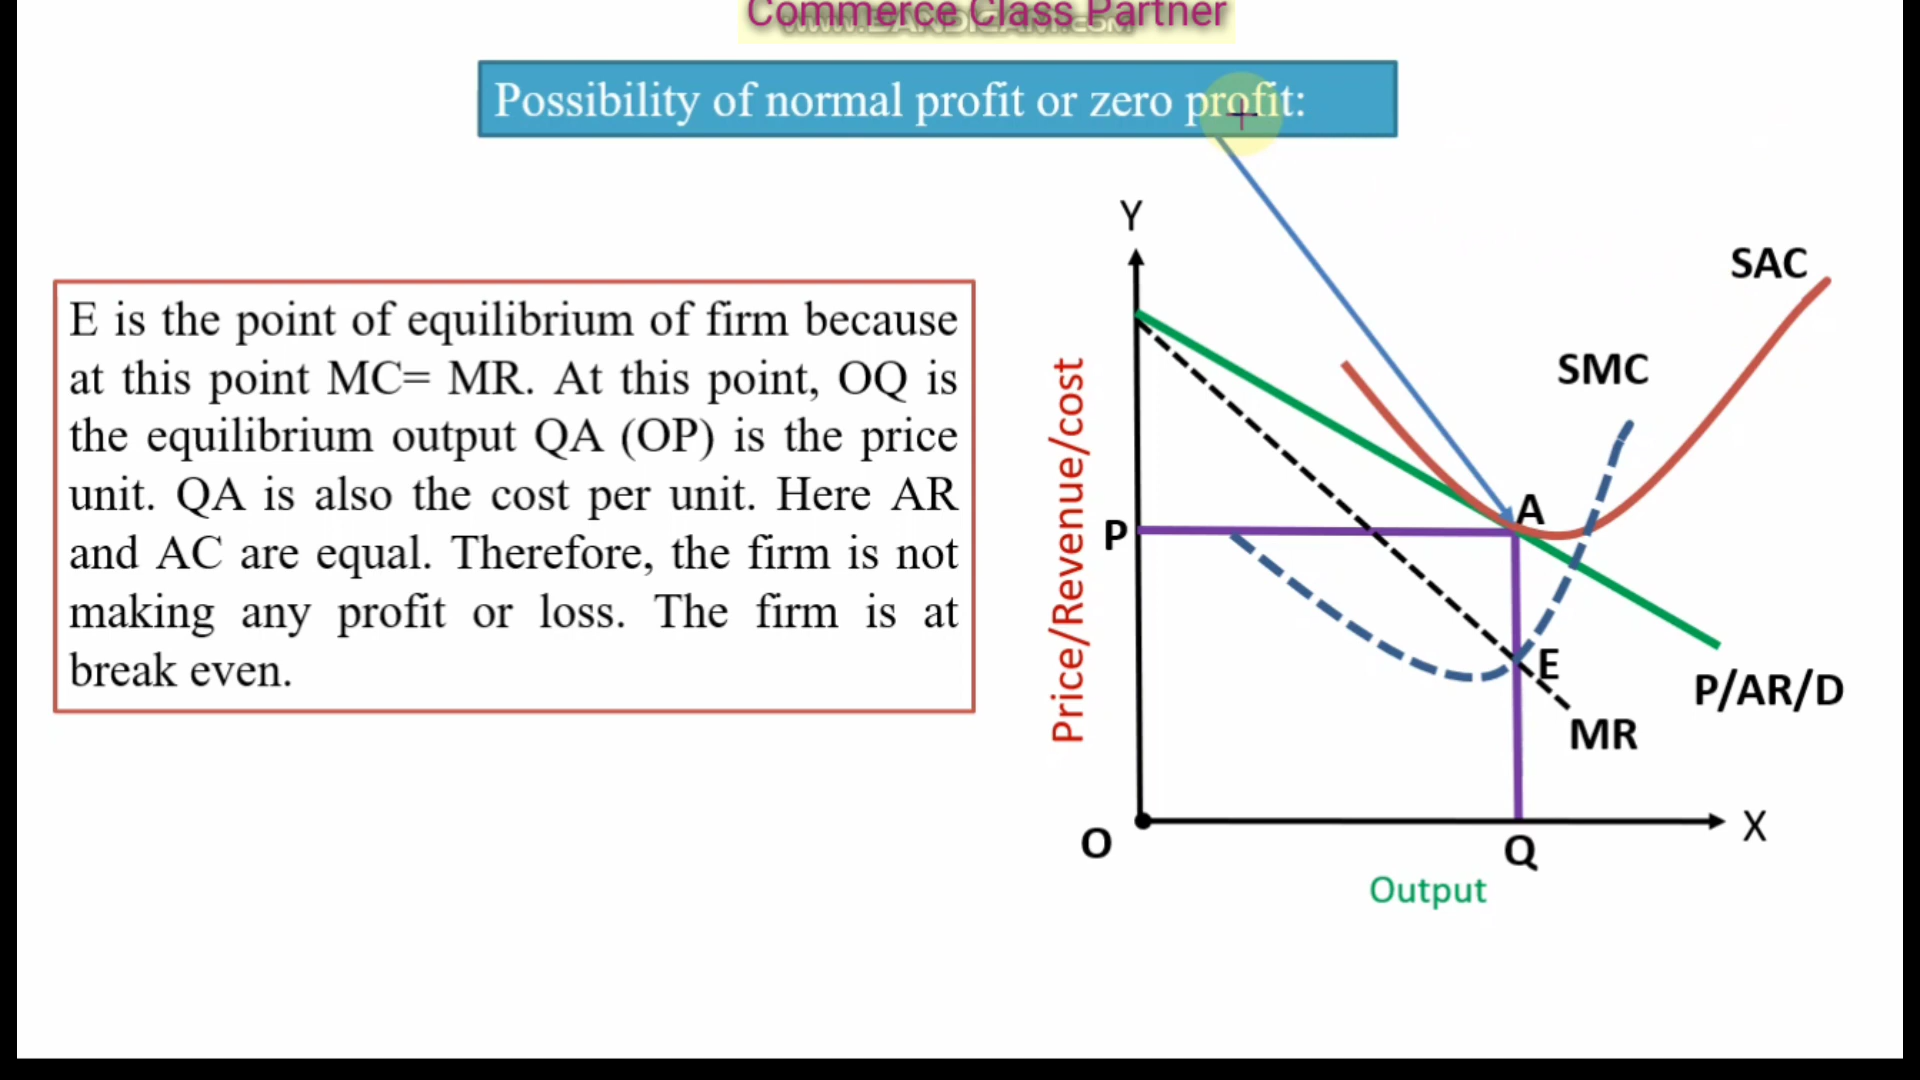 Commerce Class Partner
www.BANDICAM.com
Possibility of normal profit or zero profit:
E is the point of equilibrium of firm because
at this point MC= MR. At this point, OQ is
the equilibrium output QA (OP) is the price
unit. QA is also the cost per unit. Here AR
and AC are equal. Therefore, the firm is not
making any profit or loss. The firm is at
break even.
Y
SAC
SMC
Price/Revenue/cost
A
P
E
P/AR/D
MR
O
Q
X
Output